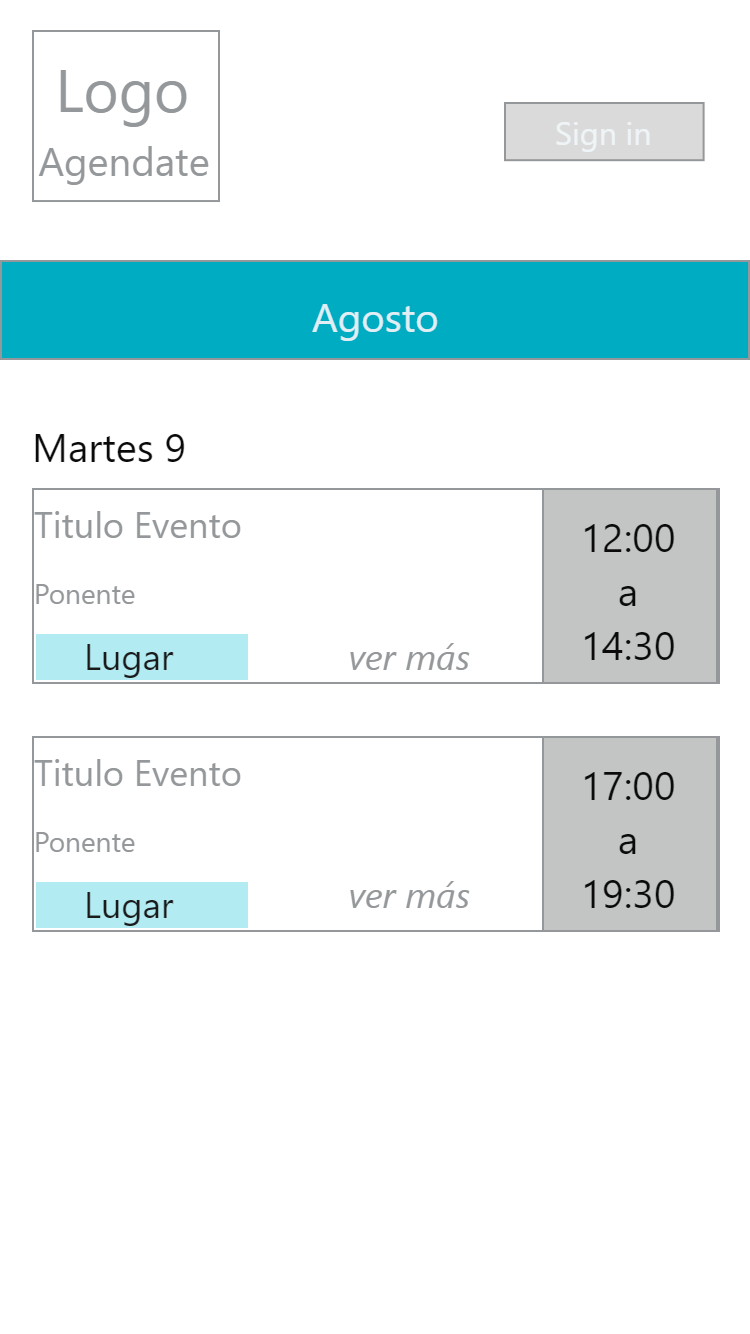 Logo
Agendate
Sign in
Agosto
Martes 9
Titulo Evento
Ponente
Lugar
ver más
12:00
a
14:30
Titulo Evento
Ponente
Lugar
ver más
17:00
a
19:30